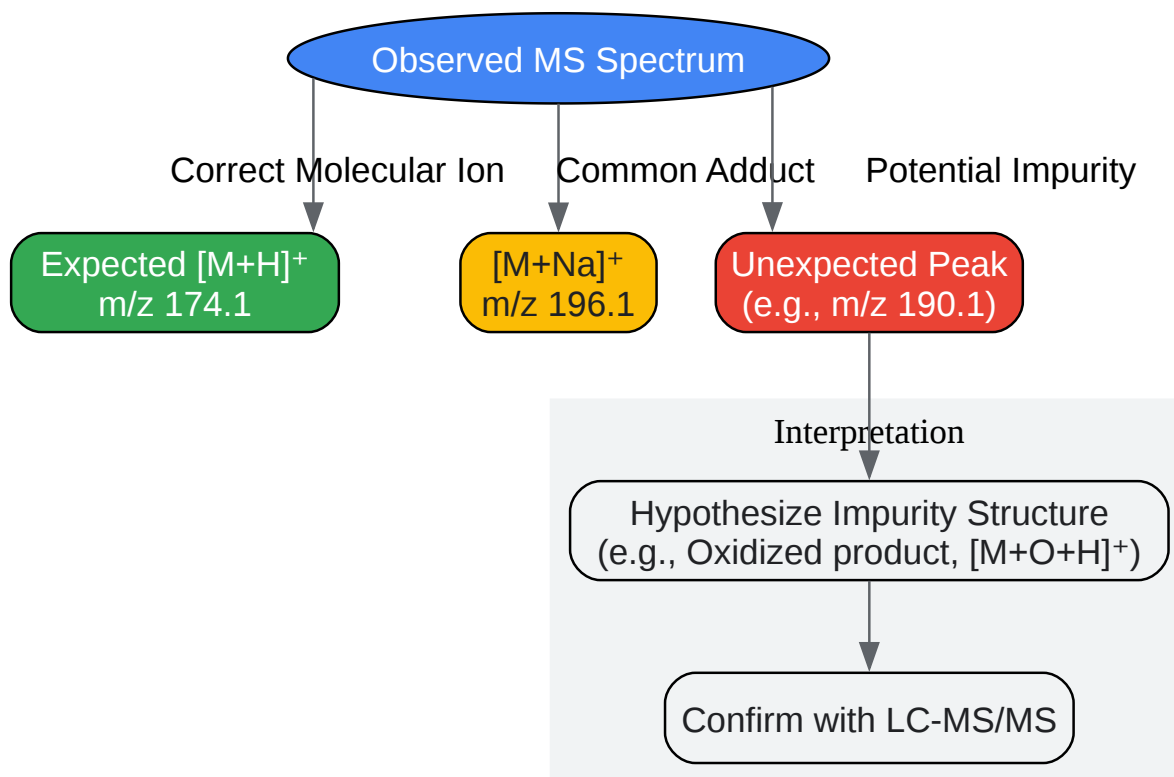 Observed MS Spectrum
Correct Molecular Ion
Common Adduct
Potential Impurity
Expected [M+H]⁺
m/z 174.1
[M+Na]⁺
m/z 196.1
Unexpected Peak
(e.g., m/z 190.1)
Interpretation
Hypothesize Impurity Structure
(e.g., Oxidized product, [M+O+H]⁺)
Confirm with LC-MS/MS